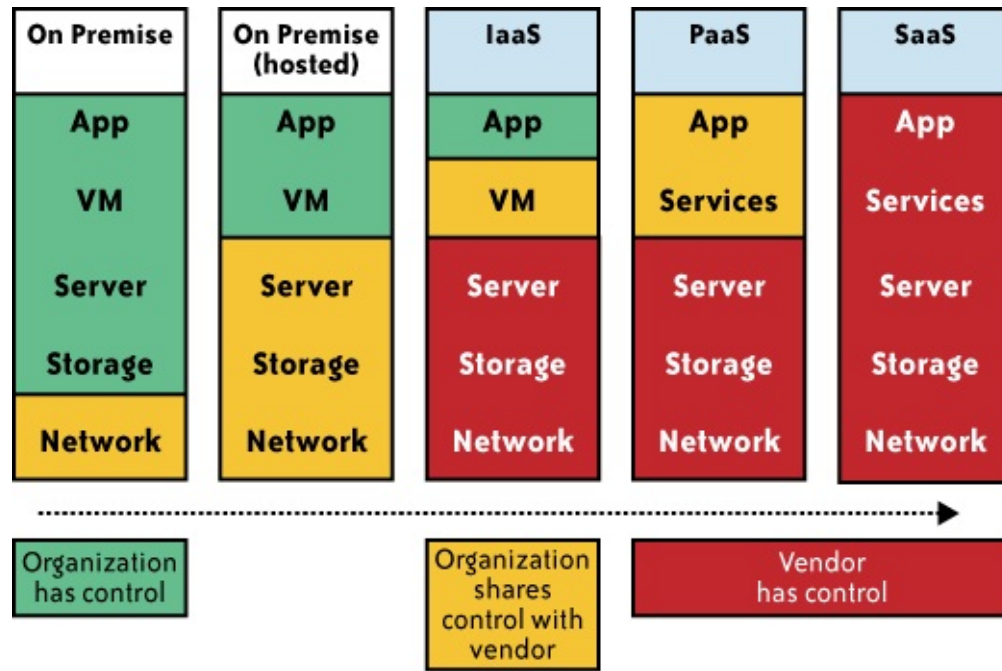 On Premise
App
VM
Server
Storage
Network
On Premise
(hosted)
App
VM
Server
Storage
Network
IaaS
App
VM
Server
Storage
Network
PaaS
App
Services
Server
Storage
Network
SaaS
App
Services
Server
Storage
Network
Organization
has control
Organization
shares
control with
vendor
Vendor
has control